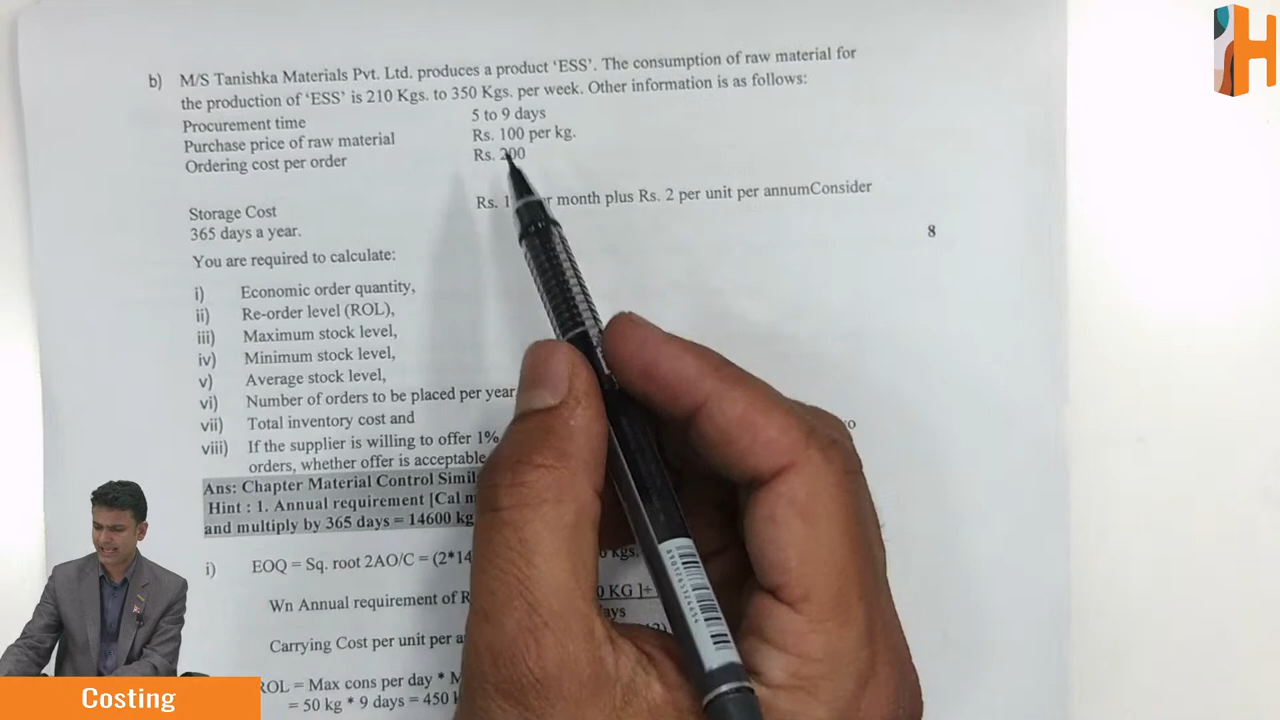 b) M/S Tanishka Materials Pvt. Ltd. produces a product ‘ESS’. The consumption of raw material for
the production of ‘ESS’ is 210 Kgs. to 350 Kgs. per week. Other information is as follows:
Procurement time 5 to 9 days
Purchase price of raw material Rs. 100 per kg.
Ordering cost per order Rs. 200
Storage Cost Rs. month plus Rs. 2 per unit per annumConsider
365 days a year.
8
You are required to calculate:
i) Economic order quantity,
ii) Re-order level (ROL),
iii) Maximum stock level,
iv) Minimum stock level,
v) Average stock level,
vi) Number of orders to be placed per year
vii) Total inventory cost and
viii) If the supplier is willing to offer 1%
orders, whether offer is acceptable
Ans: Chapter Material Control
Hint : 1. Annual requirement [Cal
and multiply by 365 days = 14600 kg
i) EOQ = Sq. root 2AO/C = (2*14 kgs.
Wn Annual requirement of KG ]+
Carrying Cost per unit per
ROL = Max cons per day *
= 50 kg * 9 days = 450
H
Costing